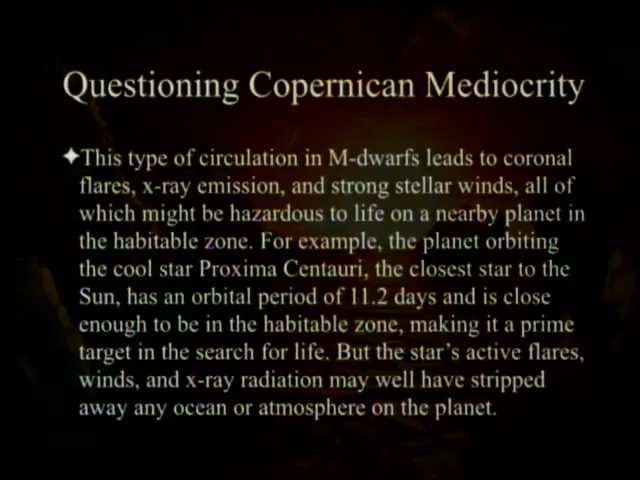 Questioning Copernican Mediocrity
✦This type of circulation in M-dwarfs leads to coronal
flares, x-ray emission, and strong stellar winds, all of
which might be hazardous to life on a nearby planet in
the habitable zone. For example, the planet orbiting
the cool star Proxima Centauri, the closest star to the
Sun, has an orbital period of 11.2 days and is close
enough to be in the habitable zone, making it a prime
target in the search for life. But the star's active flares,
winds, and x-ray radiation may well have stripped
away any ocean or atmosphere on the planet.